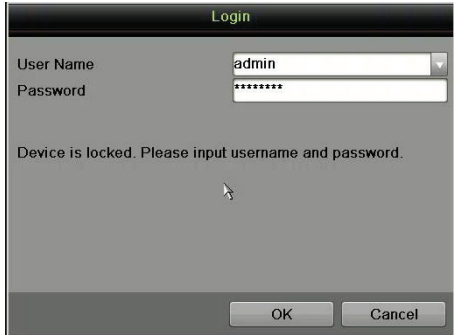 Login
User Name admin
Password ********
Device is locked. Please input username and password.
OK Cancel